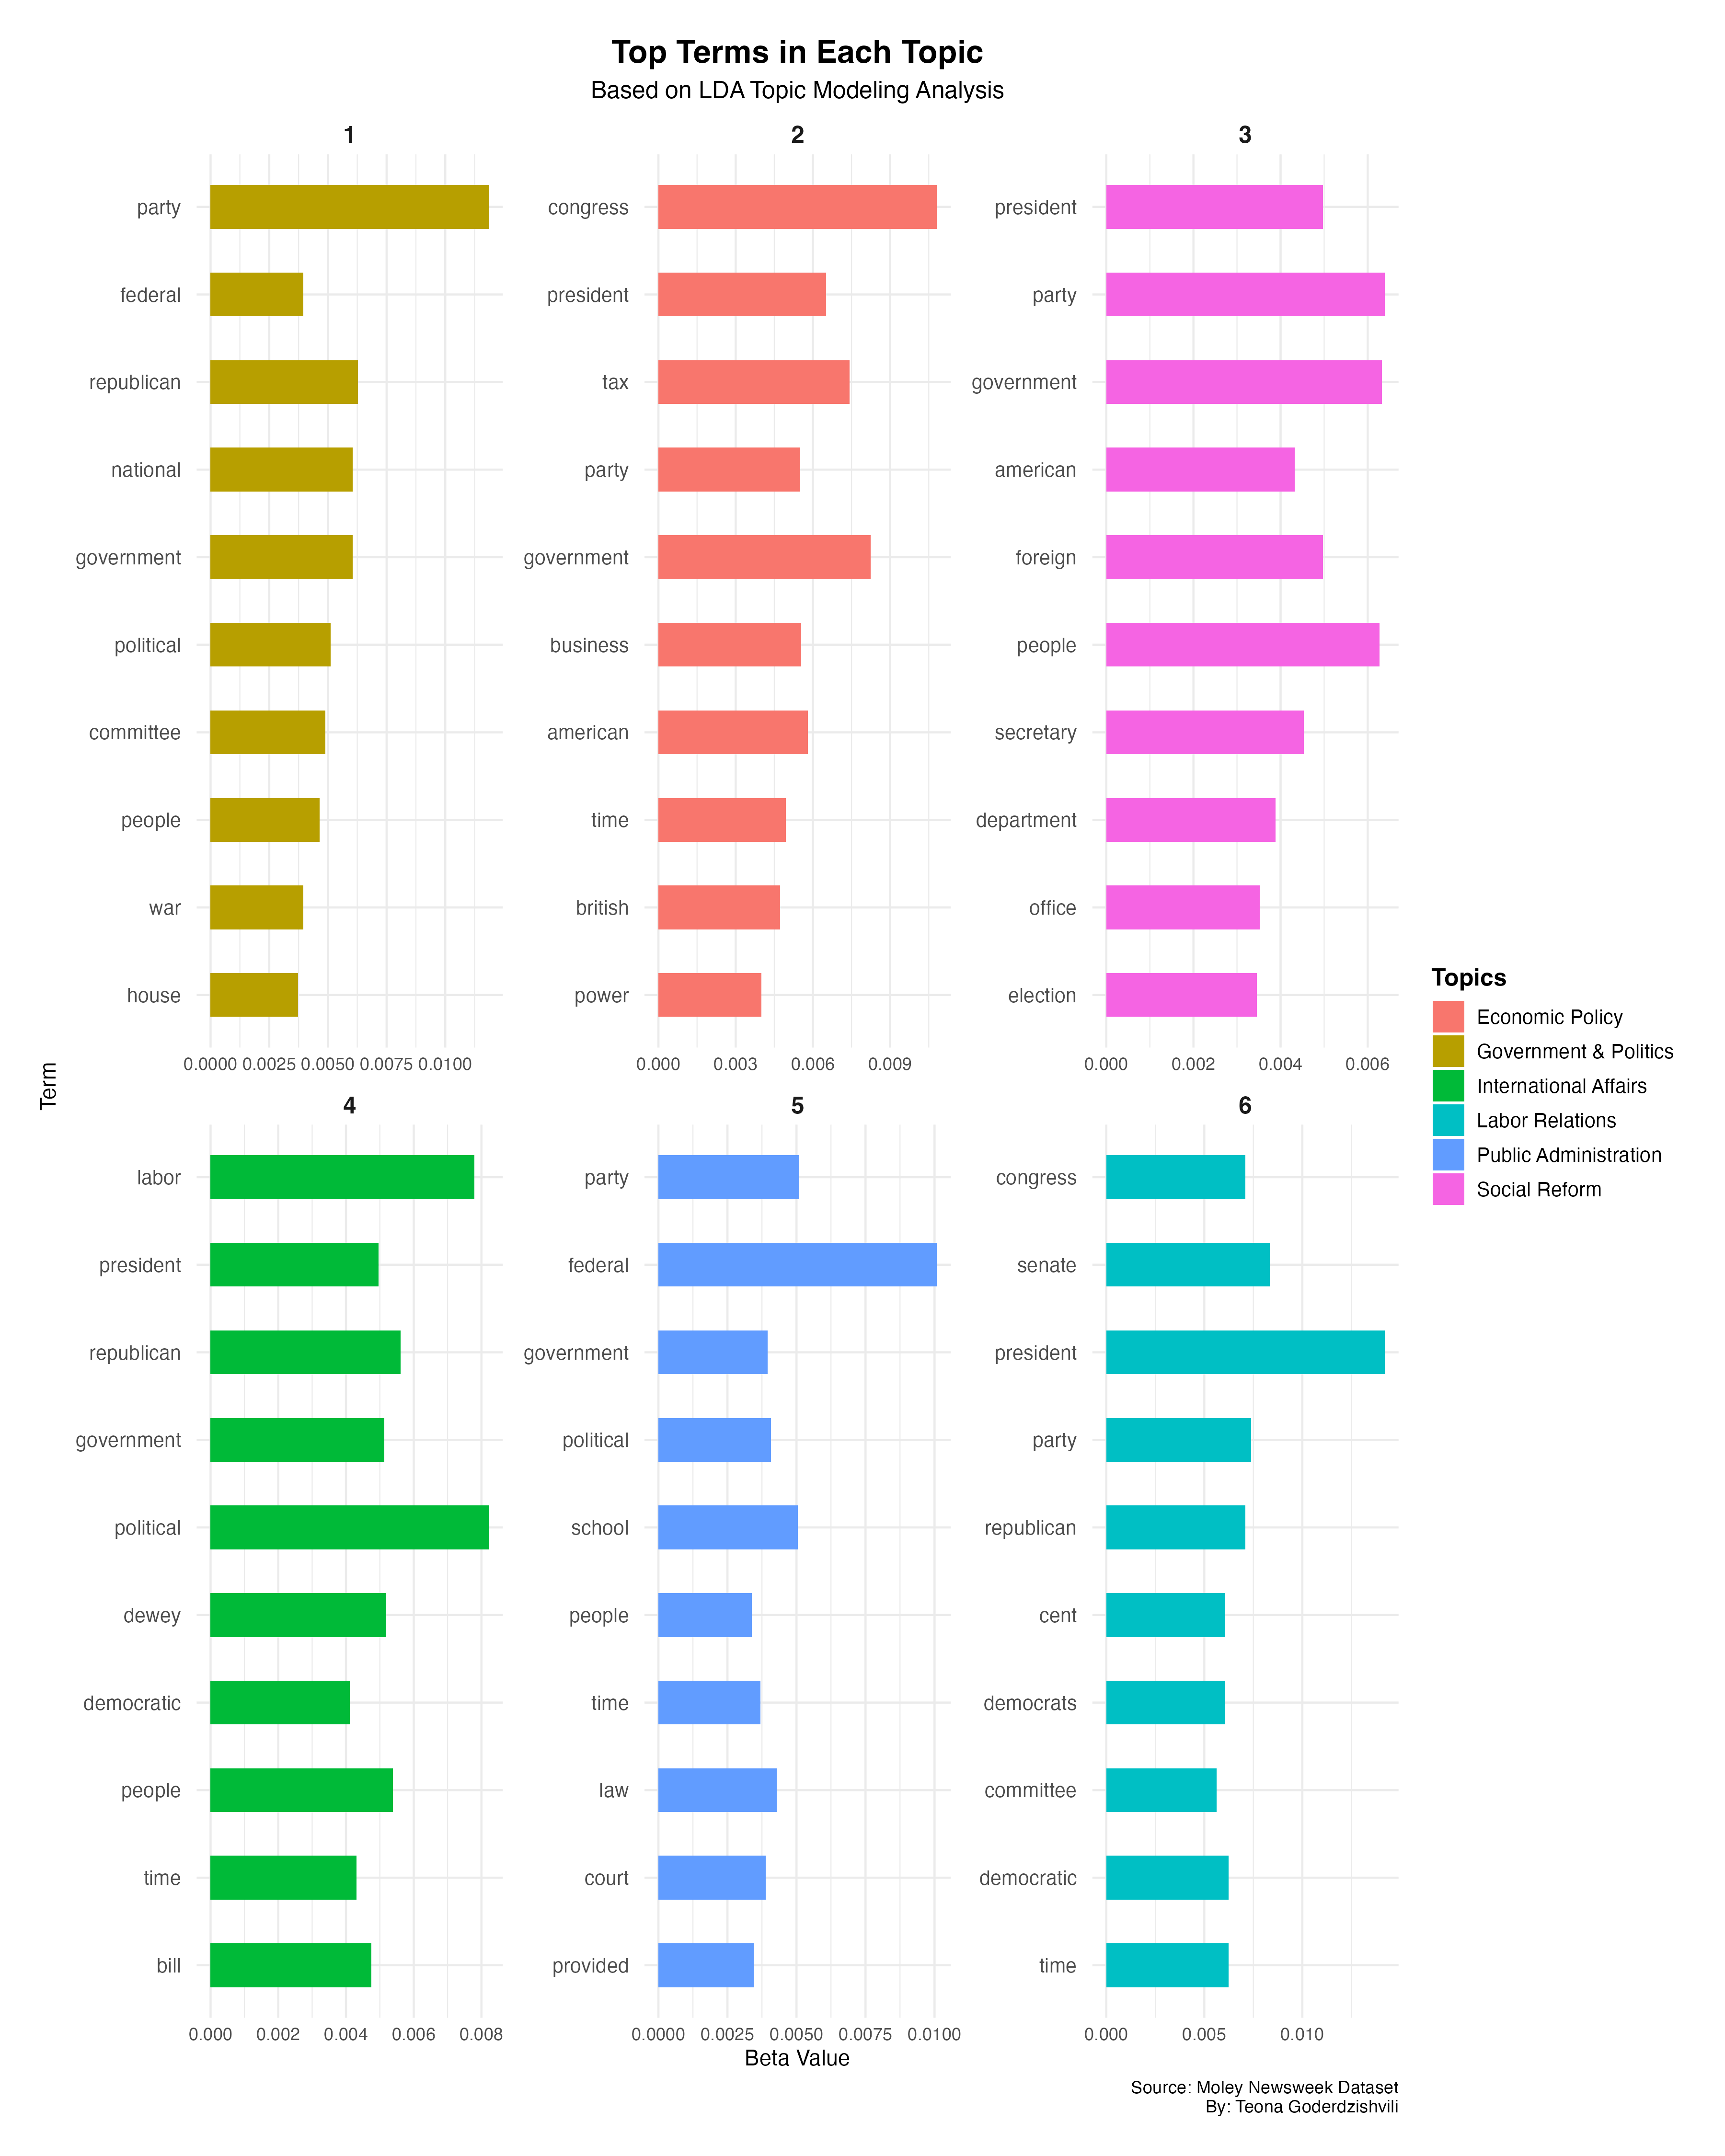 Top Terms in Each Topic
Based on LDA Topic Modeling Analysis
1
party
federal
republican
national
government
political
committee
people
war
house
0.0000 0.0025 0.0050 0.0075 0.0100
2
congress
president
tax
party
government
business
american
time
british
power
0.000 0.003 0.006 0.009
3
president
party
government
american
foreign
people
secretary
department
office
election
0.000 0.002 0.004 0.006
Term
4
labor
president
republican
government
political
dewey
democratic
people
time
bill
0.000 0.002 0.004 0.006 0.008
5
party
federal
government
political
school
people
time
law
court
provided
0.0000 0.0025 0.0050 0.0075 0.0100
6
congress
senate
president
party
republican
cent
democrats
committee
democratic
time
0.000 0.005 0.010
Beta Value
Topics
Economic Policy
Government & Politics
International Affairs
Labor Relations
Public Administration
Social Reform
Source: Moley Newsweek Dataset
By: Teona Goderdzishvili